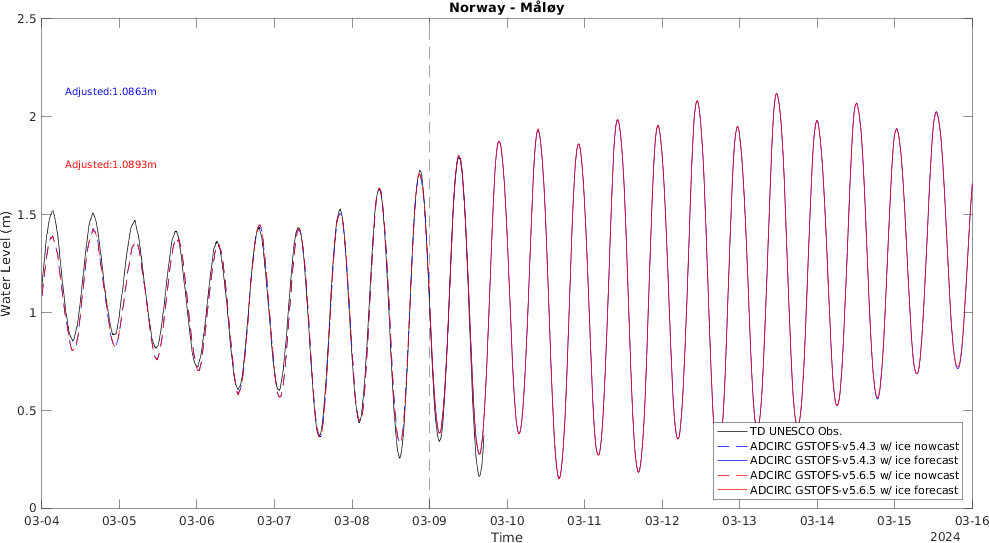 Norway - Måløy
2.5
2
1.5
1
0.5
0
Water Level (m)
Adjusted:1.0863m
Adjusted:1.0893m
TD UNESCO Obs.
ADCIRC GSTOFS-v5.4.3 w/ ice nowcast
ADCIRC GSTOFS-v5.4.3 w/ ice forecast
ADCIRC GSTOFS-v5.6.5 w/ ice nowcast
ADCIRC GSTOFS-v5.6.5 w/ ice forecast
03-04 03-05 03-06 03-07 03-08 03-09 03-10 03-11 03-12 03-13 03-14 03-15 03-16
Time
2024